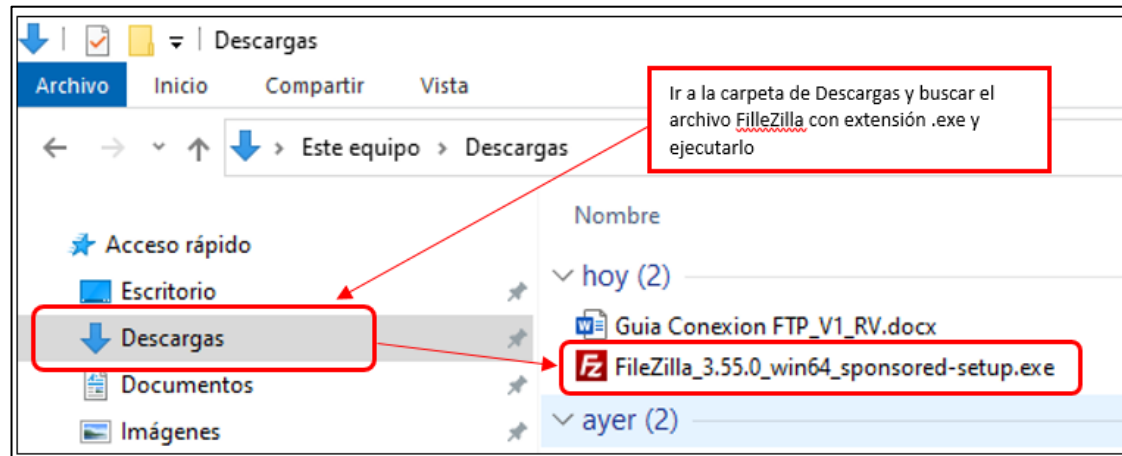 Descargas
Archivo Inicio Compartir Vista
Ir a la carpeta de Descargas y buscar el
archivo FilleZilla con extensión .exe y
ejecutarlo
Este equipo > Descargas
Nombre
Acceso rápido
hoy (2)
Escritorio
Guia Conexion FTP_V1_RV.docx
Descargas
FileZilla_3.55.0_win64_sponsored-setup.exe
Documentos
ayer (2)
Imágenes